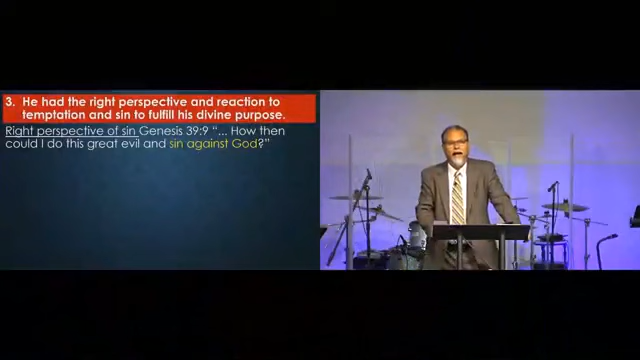 3. He had the right perspective and reaction to
temptation and sin to fulfill his divine purpose.
Right perspective of sin Genesis 39:9 “... How then
could I do this great evil and sin against God?”